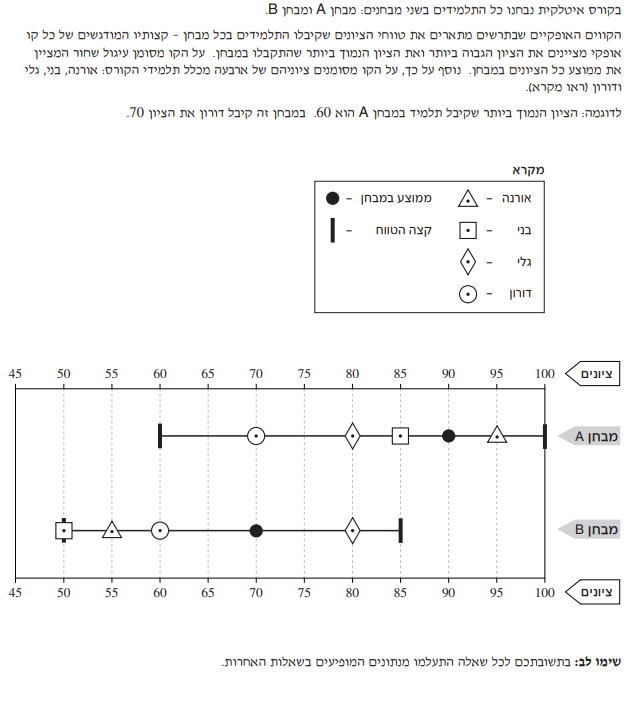 בקורס איטלקית נבחנו כל התלמידים בשני מבחנים: מבחן A ומבחן B.
הקווים האופקיים שבתרשים מתארים את טווחי הציונים שקיבלו התלמידים בכל מבחן – קצותיו המודגשים של כל קו
אופקי מציינים את הציון הגבוה ביותר ואת הציון הנמוך ביותר שהתקבלו במבחן. על הקו מסומן עיגול שחור המציין
את ממוצע כל הציונים במבחן. נוסף על כך, על הקו מסומנים ציוניהם של ארבעה מכלל תלמידי הקורס: אורנה, בני, גלי
ודורון (ראו מקרא).
לדוגמה: הציון הנמוך ביותר שקיבל תלמיד במבחן A הוא 60. במבחן זה קיבל דורון את הציון 70.
מקרא
אורנה – ממוצע במבחן –
בני – קצה הטווח –
גלי –
דורון –
45 50 55 60 65 70 75 80 85 90 95 100 ציונים
מבחן A
מבחן B
45 50 55 60 65 70 75 80 85 90 95 100 ציונים
שימו לב: בתשובתכם לכל שאלה התעלמו מנתונים המופיעים בשאלות האחרות.